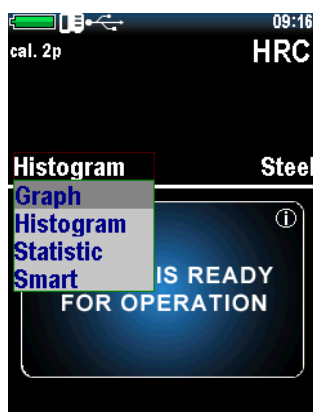 09:16
cal. 2p HRC
Histogram Steel
Graph
Histogram
Statistic
Smart IS READY
FOR OPERATION